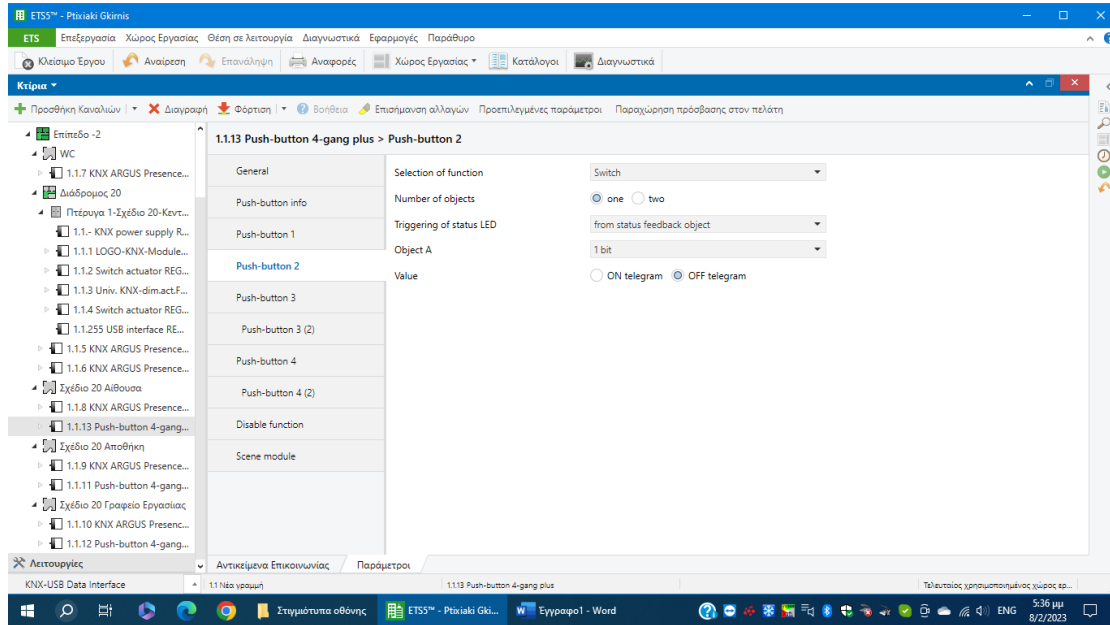 ETS5™ - Ptixiaki Gkirnis
ETS Επεξεργασία Χώρος Εργασίας Θέση σε λειτουργία Διαγνωστικά Εφαρμογές Παράθυρο
Κλείσιμο Έργου Αναίρεση Επανάληψη Αναφορές Χώρος Εργασίας Κατάλογοι Διαγνωστικά
Κτίρια
Προσθήκη Καναλιών Διαγραφή Φόρτιση Βοήθεια Επισήμανση αλλαγών Προεπιλεγμένες παράμετροι Παραχώρηση πρόσβασης στον πελάτη
Επίπεδο -2
WC
1.1.7 KNX ARGUS Presence...
Διάδρομος 20
Πτέρυγα 1-Σχέδιο 20-Κεντ...
1.1.- KNX power supply R...
1.1.1 LOGO-KNX-Module...
1.1.2 Switch actuator REG...
1.1.3 Univ. KNX-dim.act.F...
1.1.4 Switch actuator REG...
1.1.255 USB interface RE...
1.1.5 KNX ARGUS Presence...
1.1.6 KNX ARGUS Presence...
Σχέδιο 20 Αίθουσα
1.1.8 KNX ARGUS Presence...
1.1.13 Push-button 4-gang...
Σχέδιο 20 Αποθήκη
1.1.9 KNX ARGUS Presence...
1.1.11 Push-button 4-gang...
Σχέδιο 20 Γραφείο Εργασίιας
1.1.10 KNX ARGUS Presenc...
1.1.12 Push-button 4-gang...
Λειτουργίες
1.1.13 Push-button 4-gang plus > Push-button 2
General
Push-button info
Push-button 1
Push-button 2
Push-button 3
Push-button 3 (2)
Push-button 4
Push-button 4 (2)
Disable function
Scene module
Selection of function Switch
Number of objects one two
Triggering of status LED from status feedback object
Object A 1 bit
Value ON telegram OFF telegram
Αντικείμενα Επικοινωνίας Παράμετροι
KNX-USB Data Interface 1.1 Νέα γραμμή 1.1.13 Push-button 4-gang plus Τελευταίος χρησιμοποιημένος χώρος ερ...
Στιγμιότυπα οθόνης ETS5™ - Ptixiaki Gki... Έγγραφο1 - Word ENG 5:36 μμ
8/2/2023